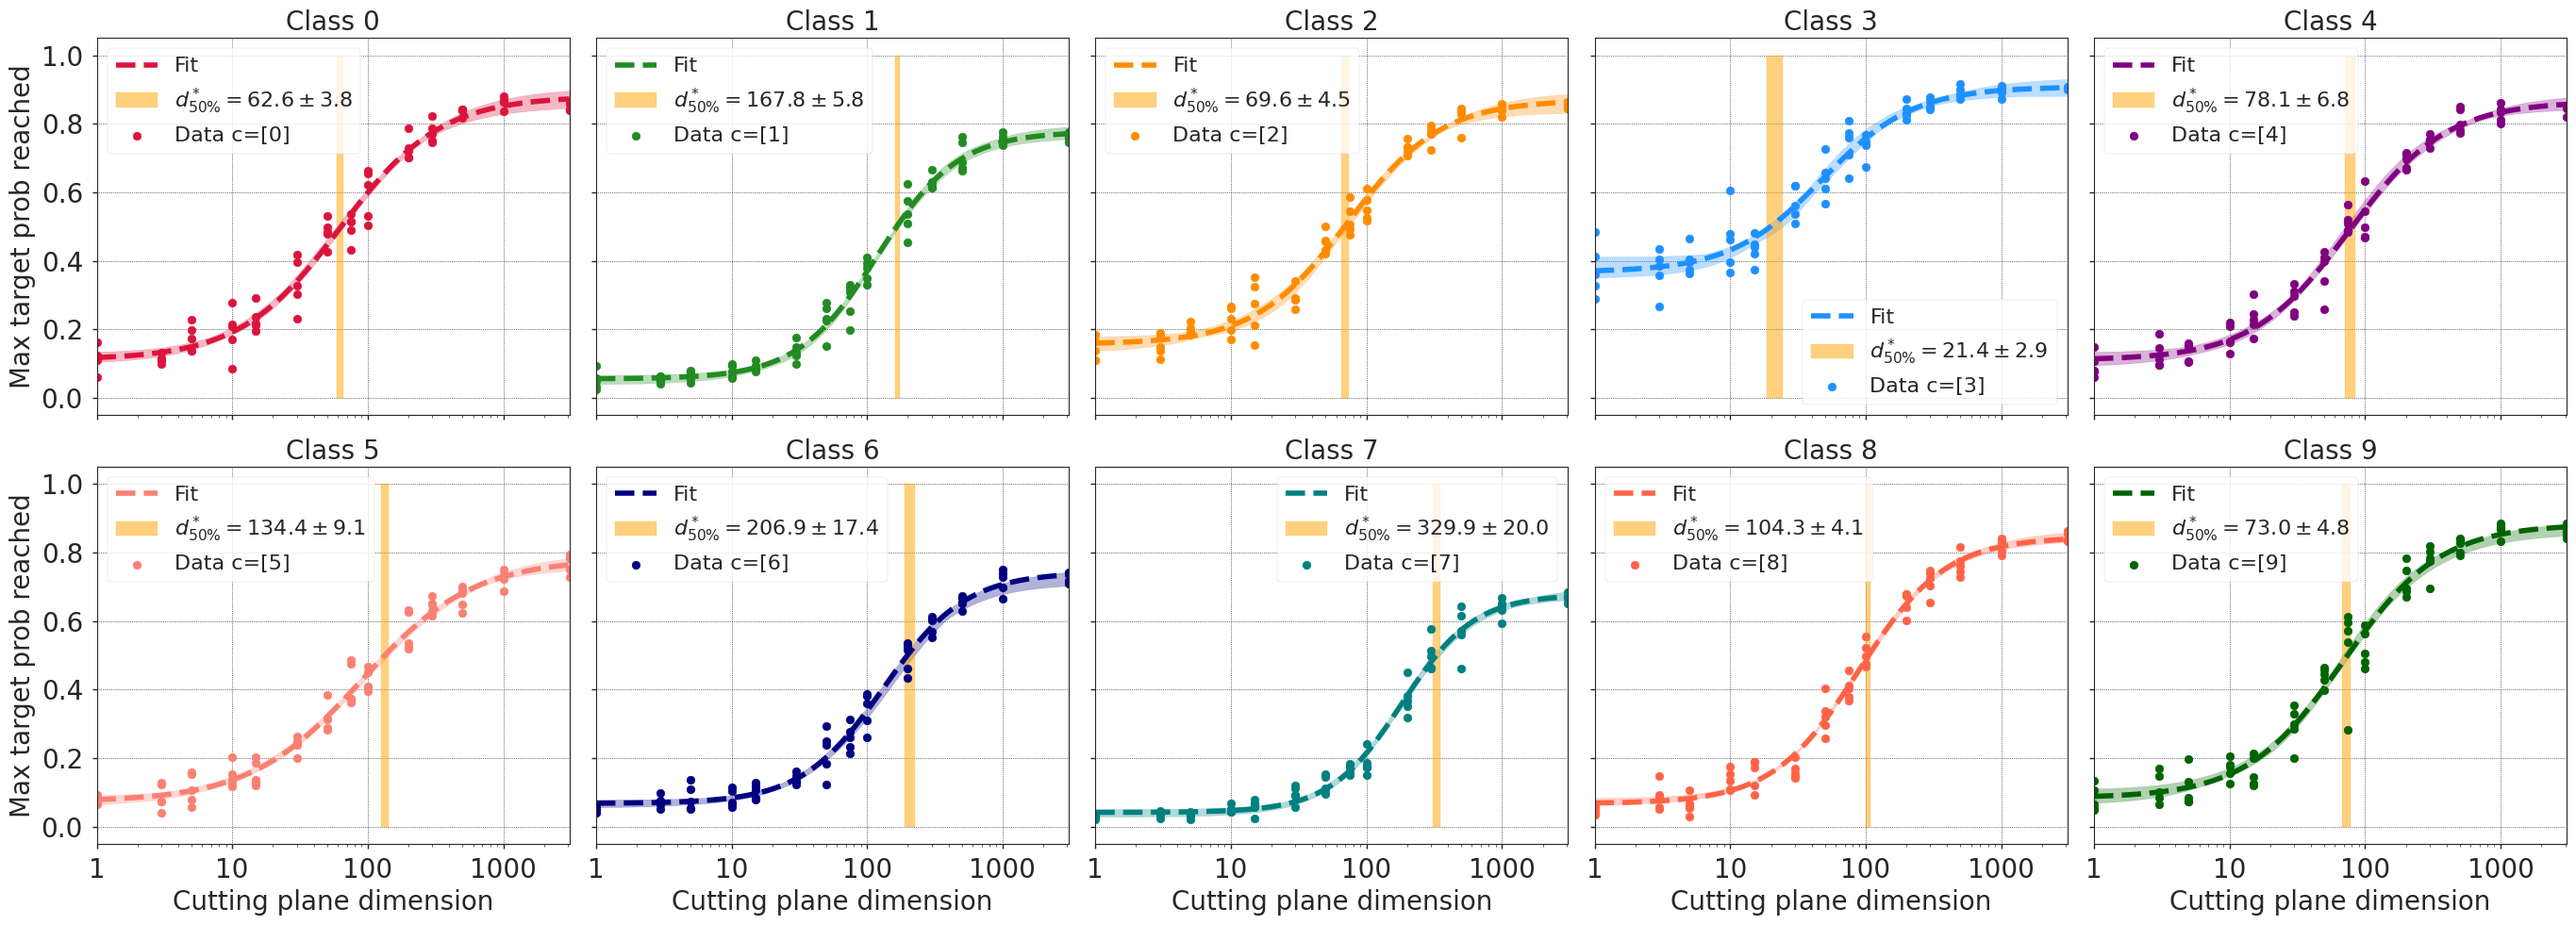 Class 0
Class 1
Class 2
Class 3
Class 4
Max target prob reached
1.0
0.8
0.6
0.4
0.2
0.0
Fit
d*50% = 62.6 ± 3.8
Data c=[0]
Fit
d*50% = 167.8 ± 5.8
Data c=[1]
Fit
d*50% = 69.6 ± 4.5
Data c=[2]
Fit
d*50% = 21.4 ± 2.9
Data c=[3]
Fit
d*50% = 78.1 ± 6.8
Data c=[4]
Class 5
Class 6
Class 7
Class 8
Class 9
Max target prob reached
1.0
0.8
0.6
0.4
0.2
0.0
Fit
d*50% = 134.4 ± 9.1
Data c=[5]
Fit
d*50% = 206.9 ± 17.4
Data c=[6]
Fit
d*50% = 329.9 ± 20.0
Data c=[7]
Fit
d*50% = 104.3 ± 4.1
Data c=[8]
Fit
d*50% = 73.0 ± 4.8
Data c=[9]
1 10 100 1000
1 10 100 1000
1 10 100 1000
1 10 100 1000
1 10 100 1000
Cutting plane dimension
Cutting plane dimension
Cutting plane dimension
Cutting plane dimension
Cutting plane dimension